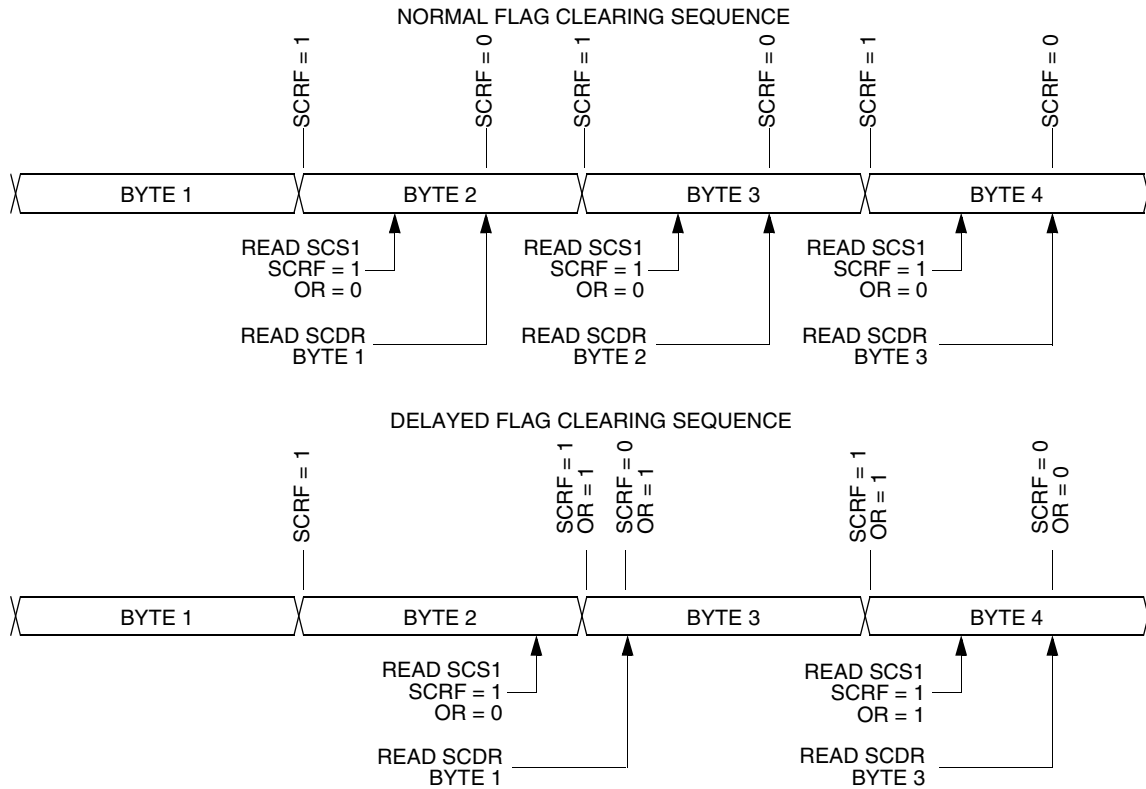 NORMAL FLAG CLEARING SEQUENCE
SCRF = 1
SCRF = 0
SCRF = 1
SCRF = 0
SCRF = 1
SCRF = 0
BYTE 1
BYTE 2
BYTE 3
BYTE 4
READ SCS1
SCRF = 1
OR = 0
READ SCS1
SCRF = 1
OR = 0
READ SCS1
SCRF = 1
OR = 0
READ SCDR
BYTE 1
READ SCDR
BYTE 2
READ SCDR
BYTE 3
DELAYED FLAG CLEARING SEQUENCE
SCRF = 1
SCRF = 1
OR = 1
SCRF = 0
OR = 1
SCRF = 1
OR = 1
SCRF = 0
OR = 0
BYTE 1
BYTE 2
BYTE 3
BYTE 4
READ SCS1
SCRF = 1
OR = 0
READ SCS1
SCRF = 1
OR = 1
READ SCDR
BYTE 1
READ SCDR
BYTE 3